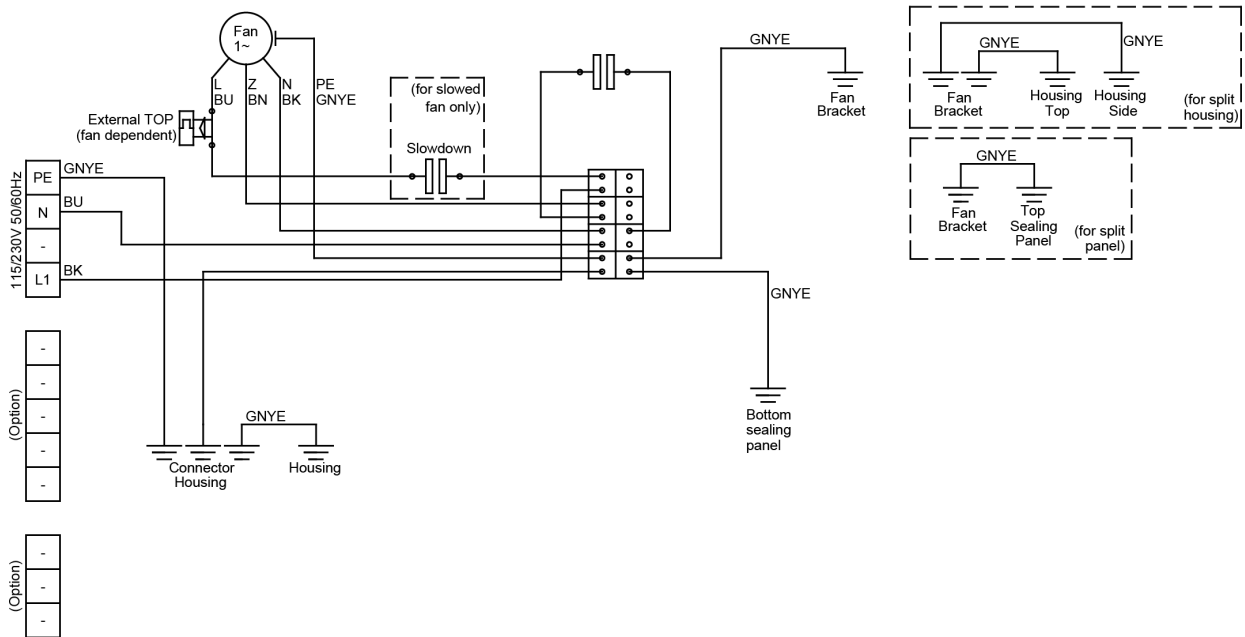 Fan
1~
L
BU
Z
BN
N
BK
PE
GNYE
External TOP
(fan dependent)
(for slowed
fan only)
Slowdown
GNYE
Fan
Bracket
GNYE
GNYE
Fan
Bracket
Housing
Top
Housing
Side
(for split
housing)
GNYE
Fan
Bracket
Top
Sealing
Panel
(for split
panel)
115/230V 50/60Hz
PE
GNYE
N
BU
-
L1
BK
GNYE
Bottom
sealing
panel
(Option)
-
-
-
-
-
GNYE
Connector
Housing
Housing
(Option)
-
-
-